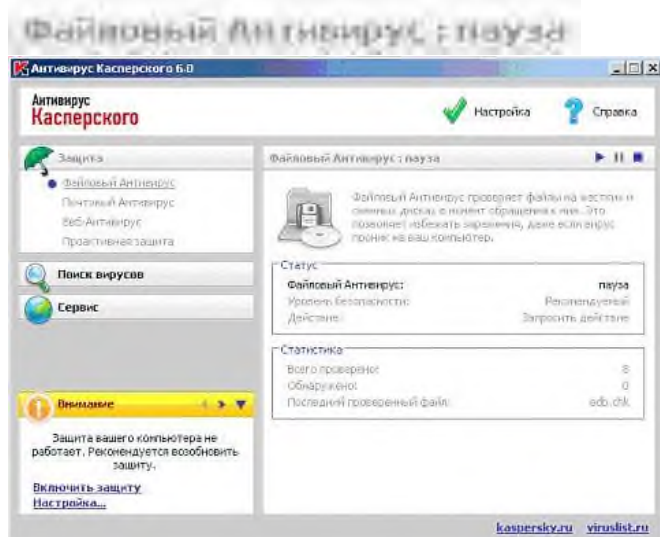 Файловый Антивирус : пауза
Антивирус Касперского 6.0
Антивирус
Касперского
Настройка
Справка
Защита
Файловый Антивирус
Почтовый Антивирус
Веб-Антивирус
Проактивная защита
Поиск вирусов
Сервис
Внимание
Защита вашего компьютера не
работает. Рекомендуется возобновить
защиту.
Включить защиту
Настройка...
Файловый Антивирус : пауза
Файловый Антивирус проверяет файлы на жестких и
сменных дисках в момент обращения к ним. Это
позволяет избежать заражения, даже если вирус
проник на ваш компьютер.
Статус
Файловый Антивирус: пауза
Уровень безопасности: Рекомендуемый
Действие: Запросить действие
Статистика
Всего проверено: 8
Обнаружено: 0
Последний проверенный файл: edb.chk
kaspersky.ru viruslist.ru